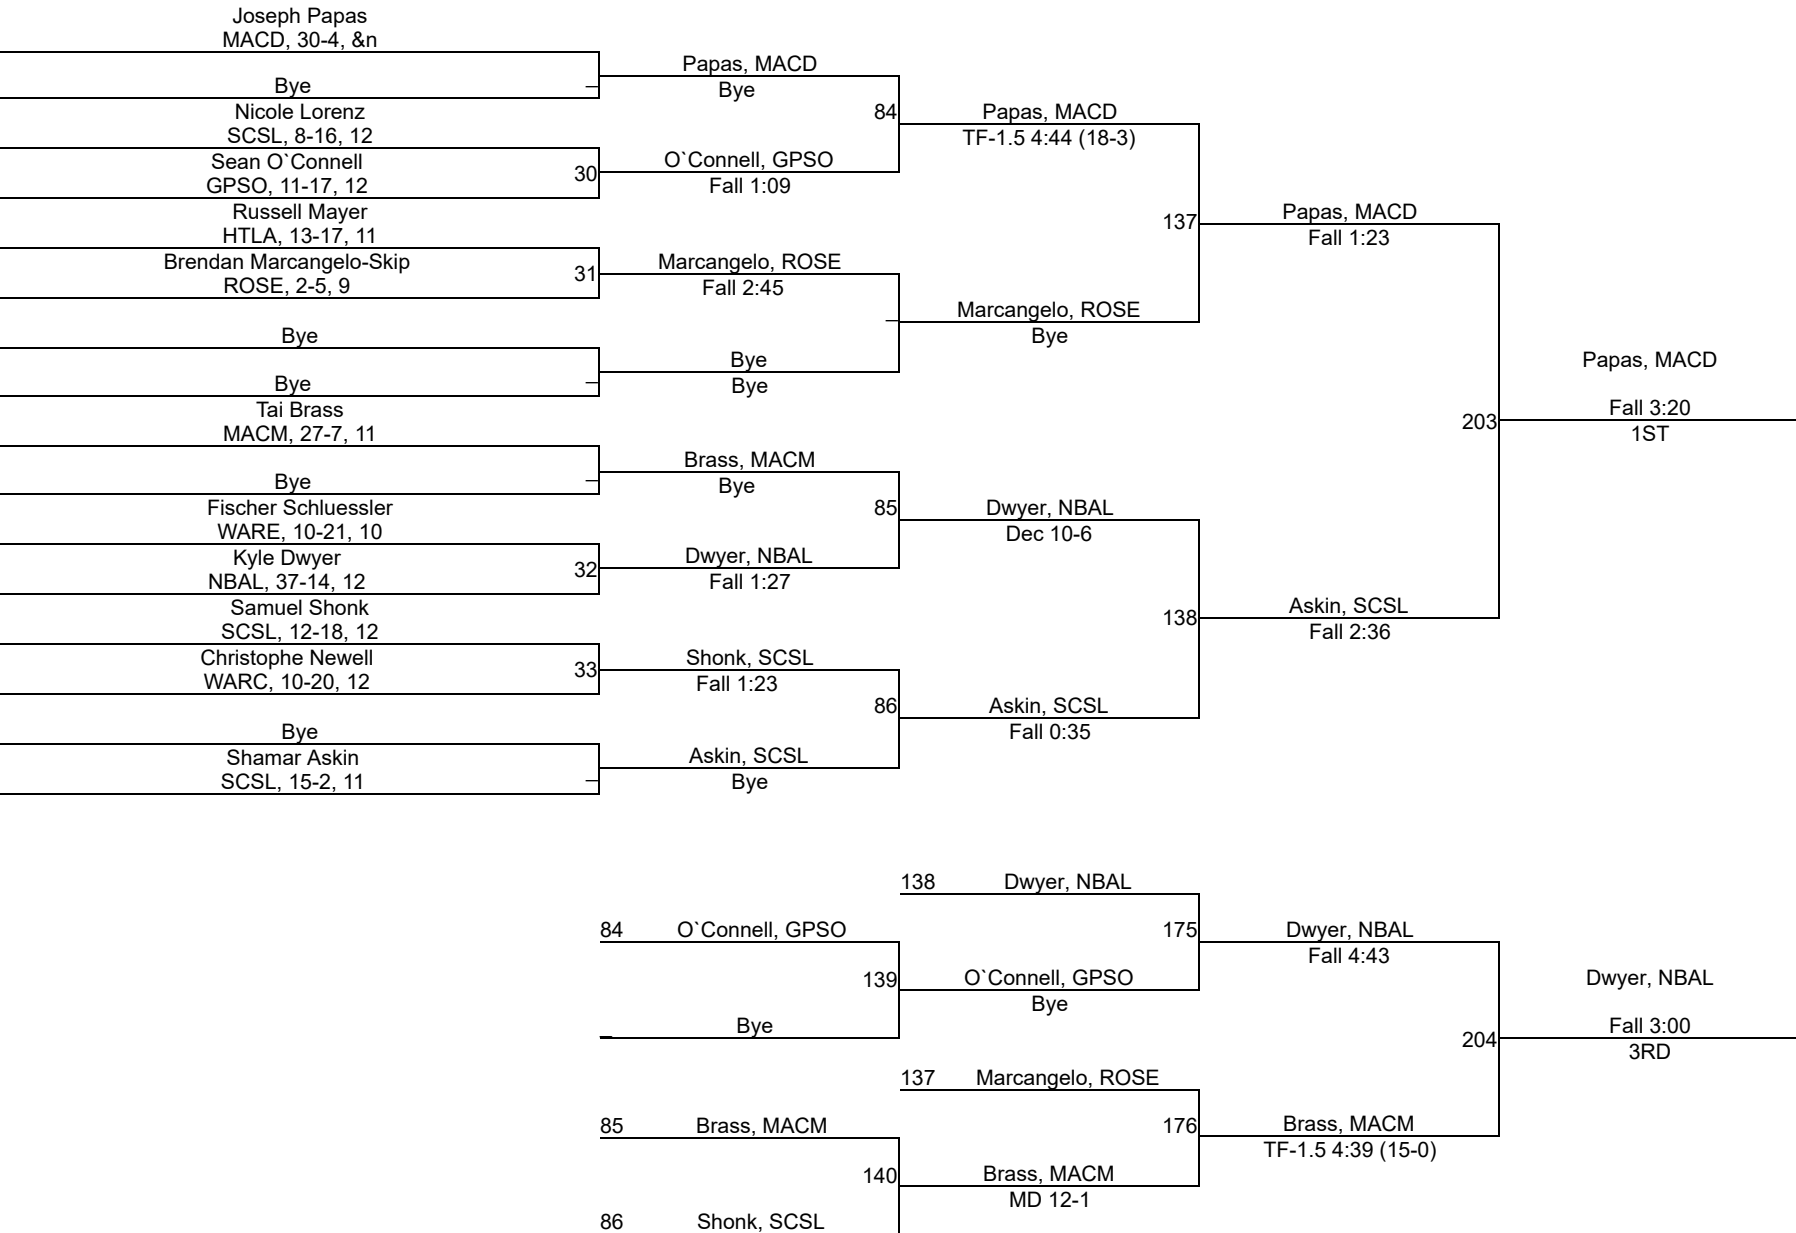 Joseph Papas
MACD, 30-4, &n
Bye
Nicole Lorenz
SCSL, 8-16, 12
Sean O`Connell
GPSO, 11-17, 12
Russell Mayer
HTLA, 13-17, 11
Brendan Marcangelo-Skip
ROSE, 2-5, 9
Bye
Bye
Tai Brass
MACM, 27-7, 11
Bye
Fischer Schluessler
WARE, 10-21, 10
Kyle Dwyer
NBAL, 37-14, 12
Samuel Shonk
SCSL, 12-18, 12
Christophe Newell
WARC, 10-20, 12
Bye
Shamar Askin
SCSL, 15-2, 11
30
31
32
33
Papas, MACD
Bye
O`Connell, GPSO
Fall 1:09
Marcangelo, ROSE
Fall 2:45
Bye
Bye
Brass, MACM
Bye
Dwyer, NBAL
Fall 1:27
Shonk, SCSL
Fall 1:23
Askin, SCSL
Bye
84
85
86
Papas, MACD
TF-1.5 4:44 (18-3)
Marcangelo, ROSE
Bye
Dwyer, NBAL
Dec 10-6
Askin, SCSL
Fall 0:35
137
138
Papas, MACD
Fall 1:23
Askin, SCSL
Fall 2:36
203
Papas, MACD
Fall 3:20
1ST
84 O`Connell, GPSO
Bye
85 Brass, MACM
86 Shonk, SCSL
139
140
138 Dwyer, NBAL
O`Connell, GPSO
Bye
137 Marcangelo, ROSE
Brass, MACM
MD 12-1
175
176
Dwyer, NBAL
Fall 4:43
Brass, MACM
TF-1.5 4:39 (15-0)
204
Dwyer, NBAL
Fall 3:00
3RD